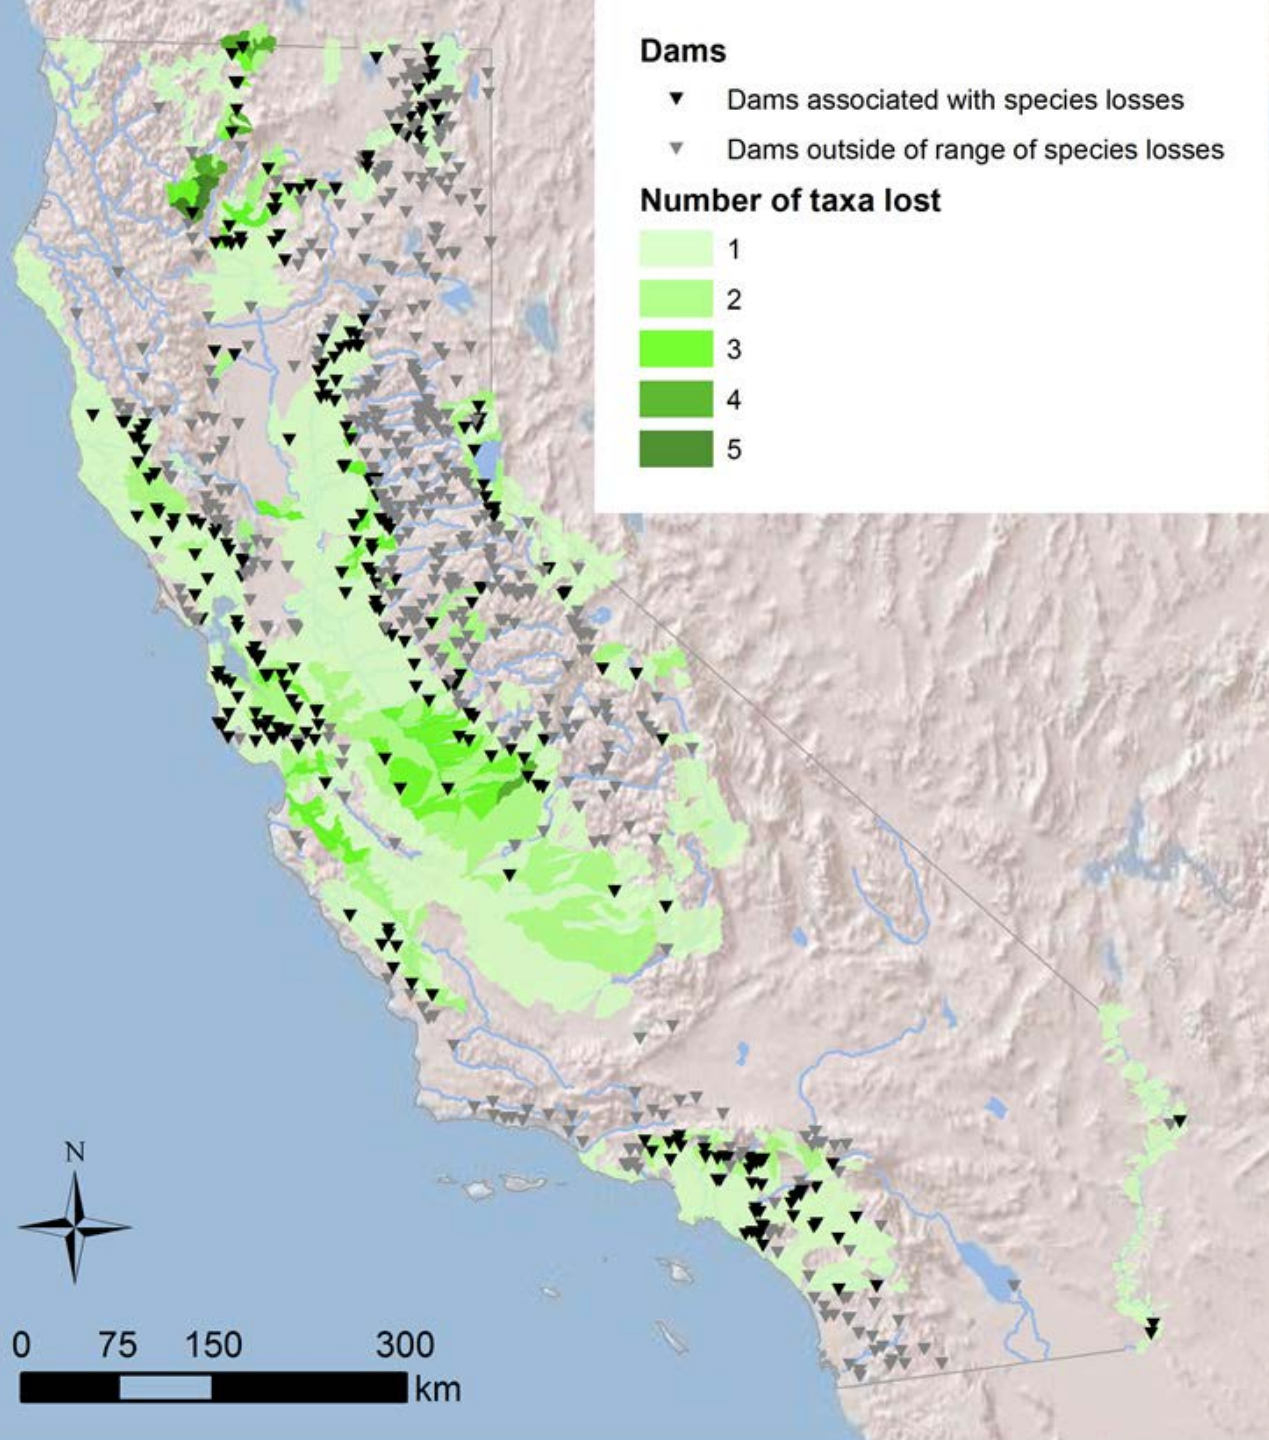 Dams
Dams associated with species losses
Dams outside of range of species losses
Number of taxa lost
1
2
3
4
5
N
0 75 150 300
km